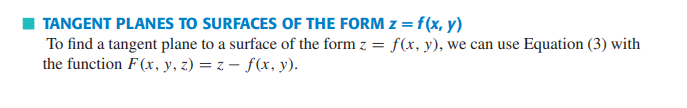 TANGENT PLANES TO SURFACES OF THE FORM z = f(x, y)
To find a tangent plane to a surface of the form z = f(x, y), we can use Equation (3) with
the function F(x, y, z) = z − f(x, y).